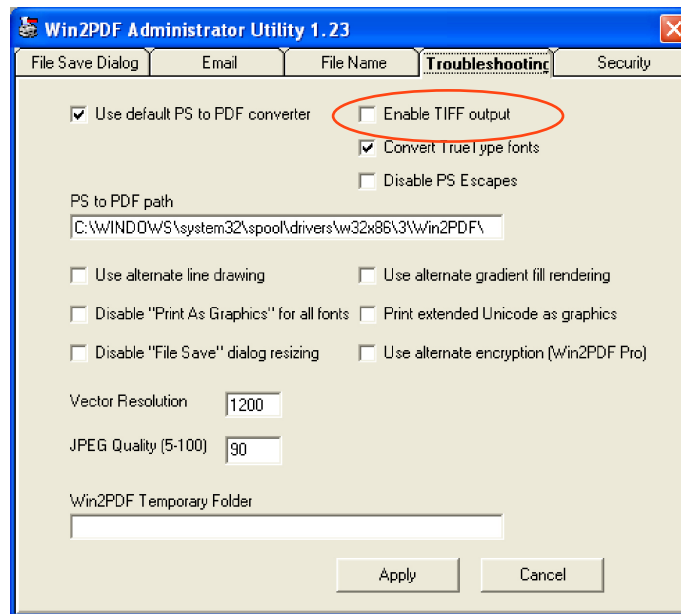 Win2PDF Administrator Utility 1.23
File Save Dialog Email File Name Troubleshooting Security
Use default PS to PDF converter Enable TIFF output
Convert TrueType fonts
Disable PS Escapes
PS to PDF path
C:\WINDOWS\system32\spool\drivers\w32x86\3\Win2PDF\
Use alternate line drawing Use alternate gradient fill rendering
Disable "Print As Graphics" for all fonts Print extended Unicode as graphics
Disable "File Save" dialog resizing Use alternate encryption (Win2PDF Pro)
Vector Resolution 1200
JPEG Quality (5-100) 90
Win2PDF Temporary Folder
Apply Cancel